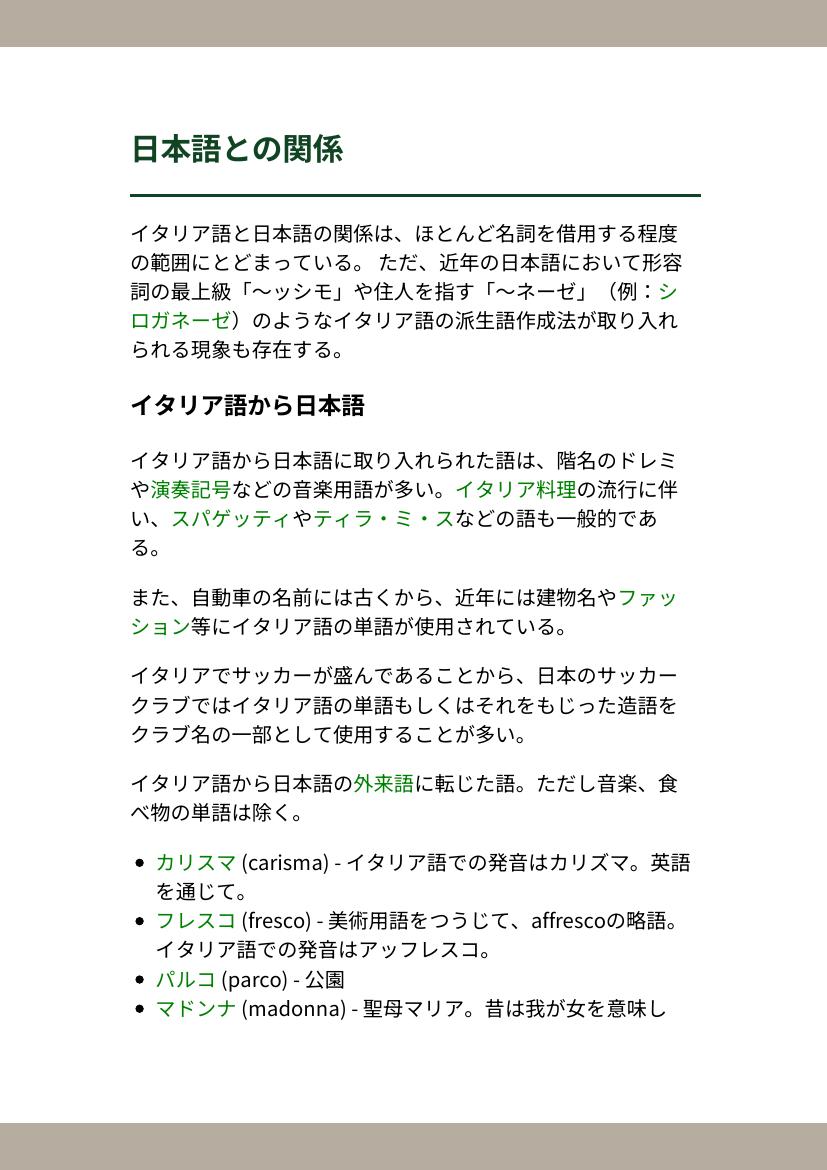 日本語との関係
イタリア語と日本語の関係は、ほとんど名詞を借用する程度
の範囲にとどまっている。 ただ、近年の日本語において形容
詞の最上級「〜ッシモ」や住人を指す「〜ネーゼ」（例：シ
ロガネーゼ）のようなイタリア語の派生語作成法が取り入れ
られる現象も存在する。
イタリア語から日本語
イタリア語から日本語に取り入れられた語は、階名のドレミ
や演奏記号などの音楽用語が多い。イタリア料理の流行に伴
い、スパゲッティやティラ・ミ・スなどの語も一般的であ
る。
また、自動車の名前には古くから、近年には建物名やファッ
ション等にイタリア語の単語が使用されている。
イタリアでサッカーが盛んであることから、日本のサッカー
クラブではイタリア語の単語もしくはそれをもじった造語を
クラブ名の一部として使用することが多い。
イタリア語から日本語の外来語に転じた語。ただし音楽、食
べ物の単語は除く。
• カリスマ (carisma) - イタリア語での発音はカリズマ。英語
を通じて。
• フレスコ (fresco) - 美術用語をつうじて、affrescoの略語。
イタリア語での発音はアッフレスコ。
• パルコ (parco) - 公園
• マドンナ (madonna) - 聖母マリア。昔は我が女を意味し